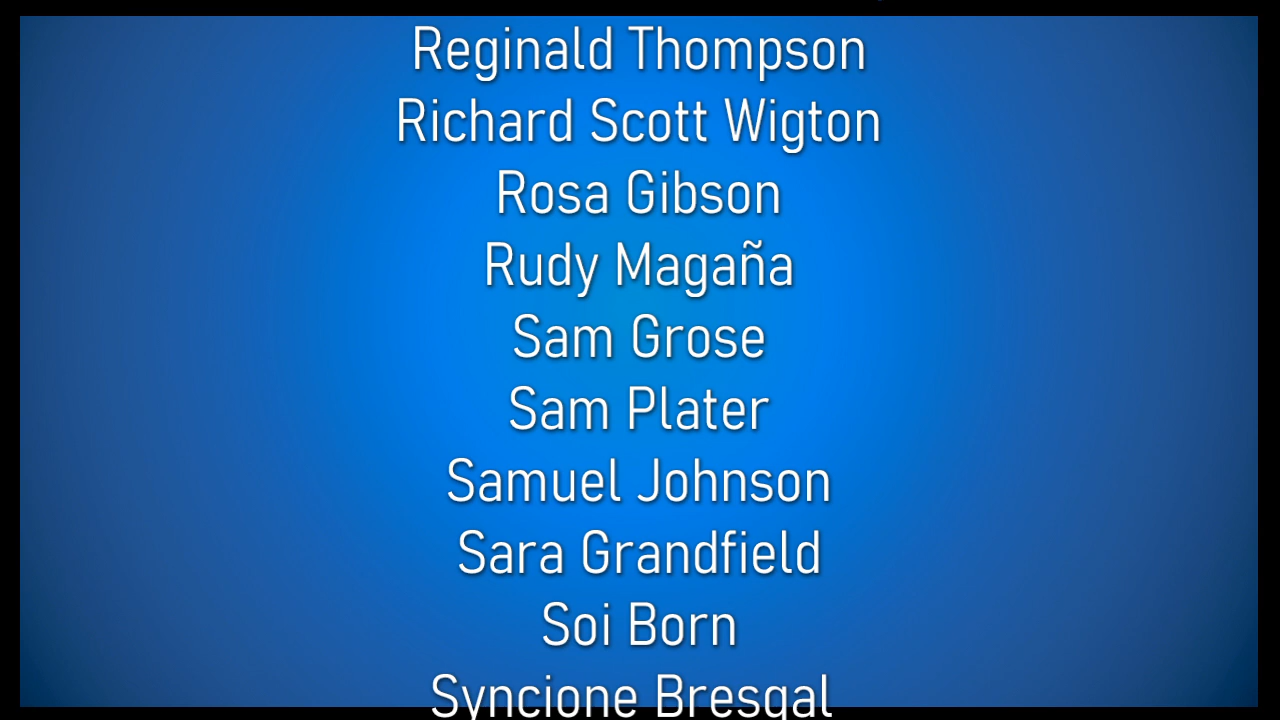 Reginald Thompson
Richard Scott Wigton
Rosa Gibson
Rudy Magaña
Sam Grose
Sam Plater
Samuel Johnson
Sara Grandfield
Soi Born
Syncione Bresgal